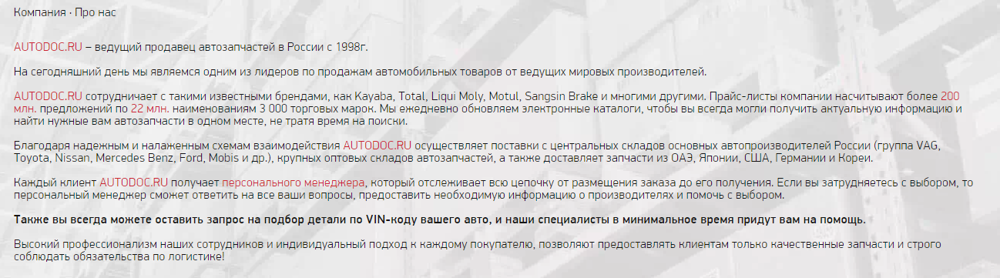 Компания · Про нас
AUTODOC.RU – ведущий продавец автозапчастей в России с 1998г.
На сегодняшний день мы являемся одним из лидеров по продажам автомобильных товаров от ведущих мировых производителей.
AUTODOC.RU сотрудничает с такими известными брендами, как Kayaba, Total, Liqui Moly, Motul, Sangsin Brake и многими другими. Прайс-листы компании насчитывают более 200
млн. предложений по 22 млн. наименованиям 3 000 торговых марок. Мы ежедневно обновляем электронные каталоги, чтобы вы всегда могли получить актуальную информацию и
найти нужные вам автозапчасти в одном месте, не тратя время на поиски.
Благодаря надежным и налаженным схемам взаимодействия AUTODOC.RU осуществляет поставки с центральных складов основных автопроизводителей России (группа VAG,
Toyota, Nissan, Mercedes Benz, Ford, Mobis и др.), крупных оптовых складов автозапчастей, а также доставляет запчасти из ОАЭ, Японии, США, Германии и Кореи.
Каждый клиент AUTODOC.RU получает персонального менеджера, который отслеживает всю цепочку от размещения заказа до его получения. Если вы затрудняетесь с выбором, то
персональный менеджер сможет ответить на все ваши вопросы, предоставить необходимую информацию о производителях и помочь с выбором.
Также вы всегда можете оставить запрос на подбор детали по VIN-коду вашего авто, и наши специалисты в минимальное время придут вам на помощь.
Высокий профессионализм наших сотрудников и индивидуальный подход к каждому покупателю, позволяют предоставлять клиентам только качественные запчасти и строго
соблюдать обязательства по логистике!